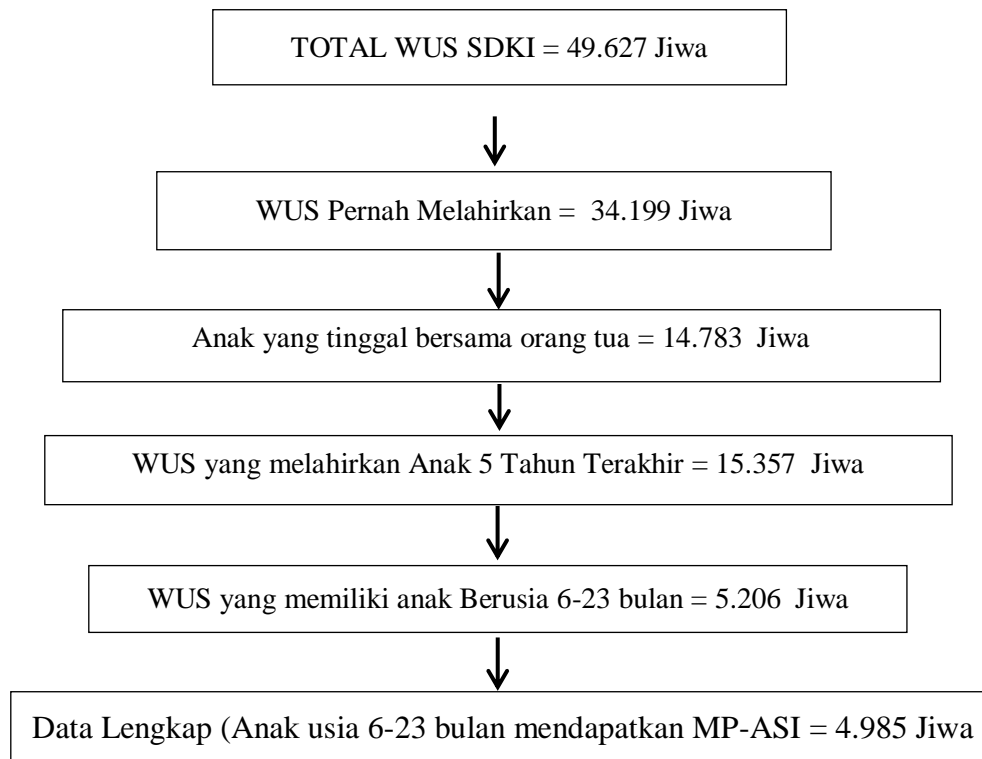 TOTAL WUS SDKI = 49.627 Jiwa
WUS Pernah Melahirkan = 34.199 Jiwa
Anak yang tinggal bersama orang tua = 14.783 Jiwa
WUS yang melahirkan Anak 5 Tahun Terakhir = 15.357 Jiwa
WUS yang memiliki anak Berusia 6-23 bulan = 5.206 Jiwa
Data Lengkap (Anak usia 6-23 bulan mendapatkan MP-ASI = 4.985 Jiwa